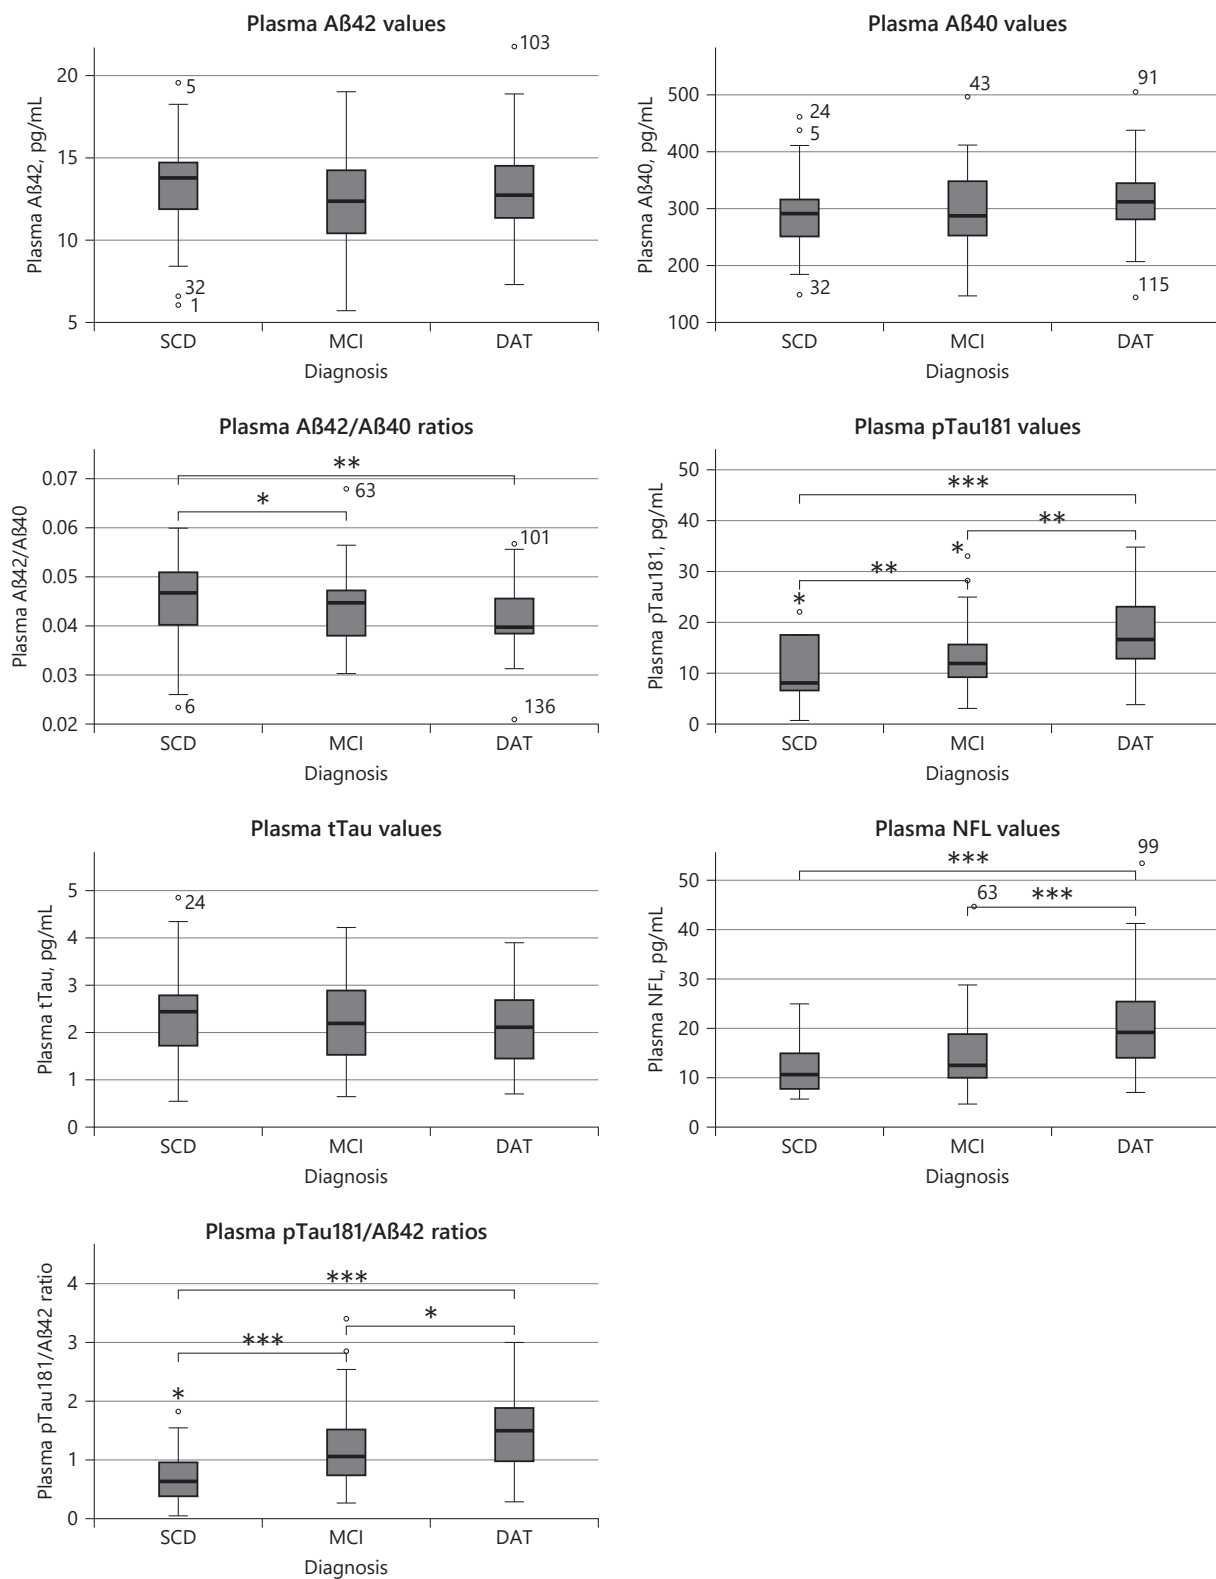 Plasma Aß42 values
103
20
5
Plasma Aß42, pg/mL
15
10
32
1
5
SCD MCI DAT
Diagnosis
Plasma Aß40 values
91
43
500
24
5
400
Plasma Aß40, pg/mL
300
200
32
115
100
SCD MCI DAT
Diagnosis
Plasma Aß42/Aß40 ratios
**
0.07
63
*
0.06
101
Plasma Aß42/Aß40
0.05
0.04
0.03
6
136
0.02
SCD MCI DAT
Diagnosis
Plasma pTau181 values
50
***
40
**
*
30
**
*
Plasma pTau181, pg/mL
20
10
0
SCD MCI DAT
Diagnosis
Plasma tTau values
5
24
4
Plasma tTau, pg/mL
3
2
1
0
SCD MCI DAT
Diagnosis
Plasma NFL values
99
***
50
63
***
40
Plasma NFL, pg/mL
30
20
10
0
SCD MCI DAT
Diagnosis
Plasma pTau181/Aß42 ratios
4
***
*
3
***
Plasma pTau181/Aß42 ratio
2
*
1
0
SCD MCI DAT
Diagnosis